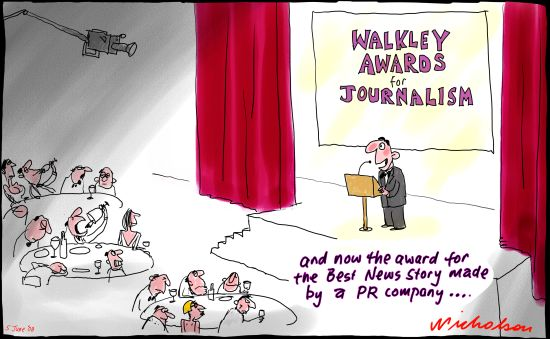 WALKLEY
AWARDS
for
JOURNALISM
and now the award for
the Best News Story made
by a PR company....
5 June '08
Nicholson